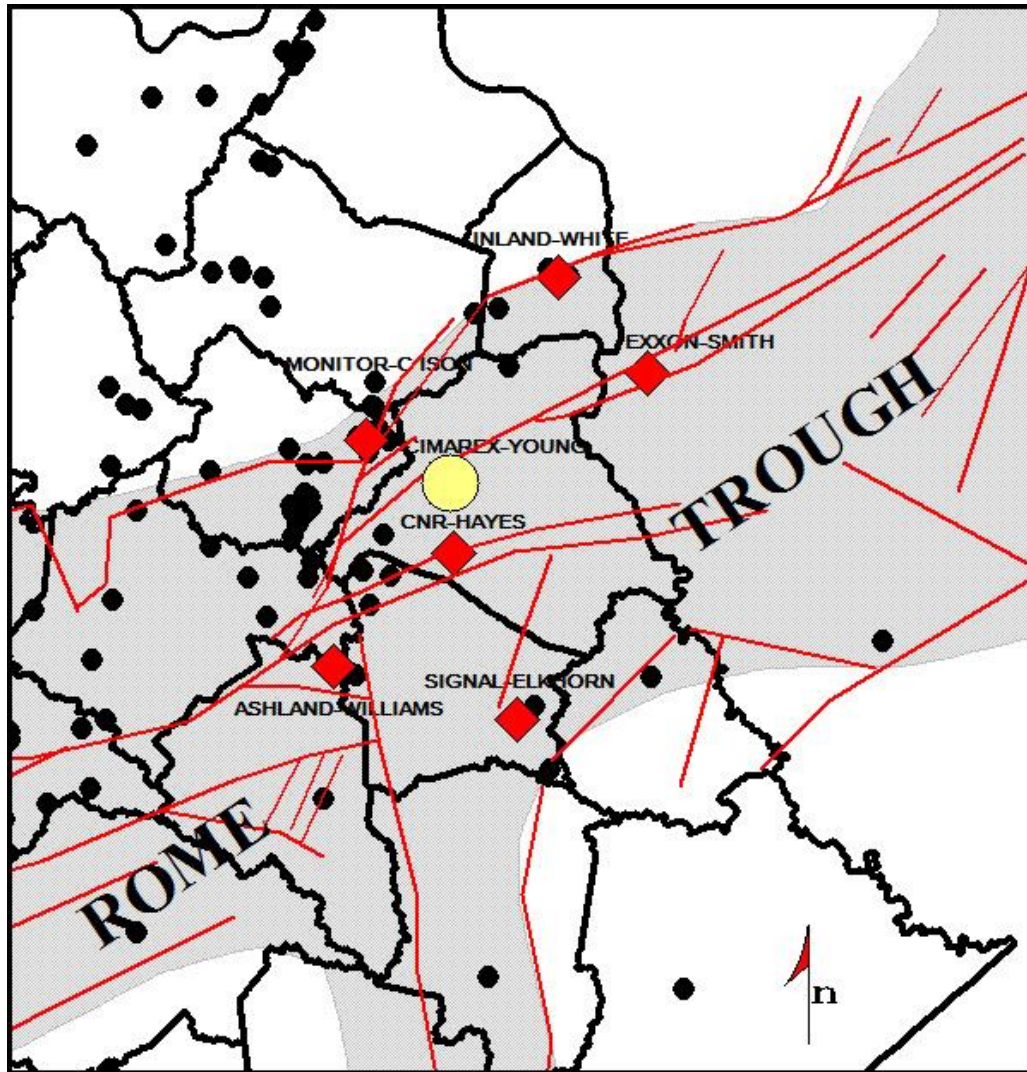 INLAND-WHITE
EXXON-SMITH
MONITOR-C ISON
CIMAREX-YOUNG
CNR-HAYES
TROUGH
SIGNAL-ELKHORN
ASHLAND-WILLIAMS
ROME
n